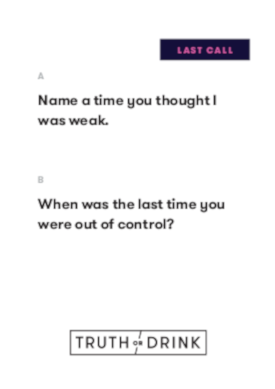 LAST CALL
A
Name a time you thought I
was weak.
B
When was the last time you
were out of control?
TRUTH OR DRINK